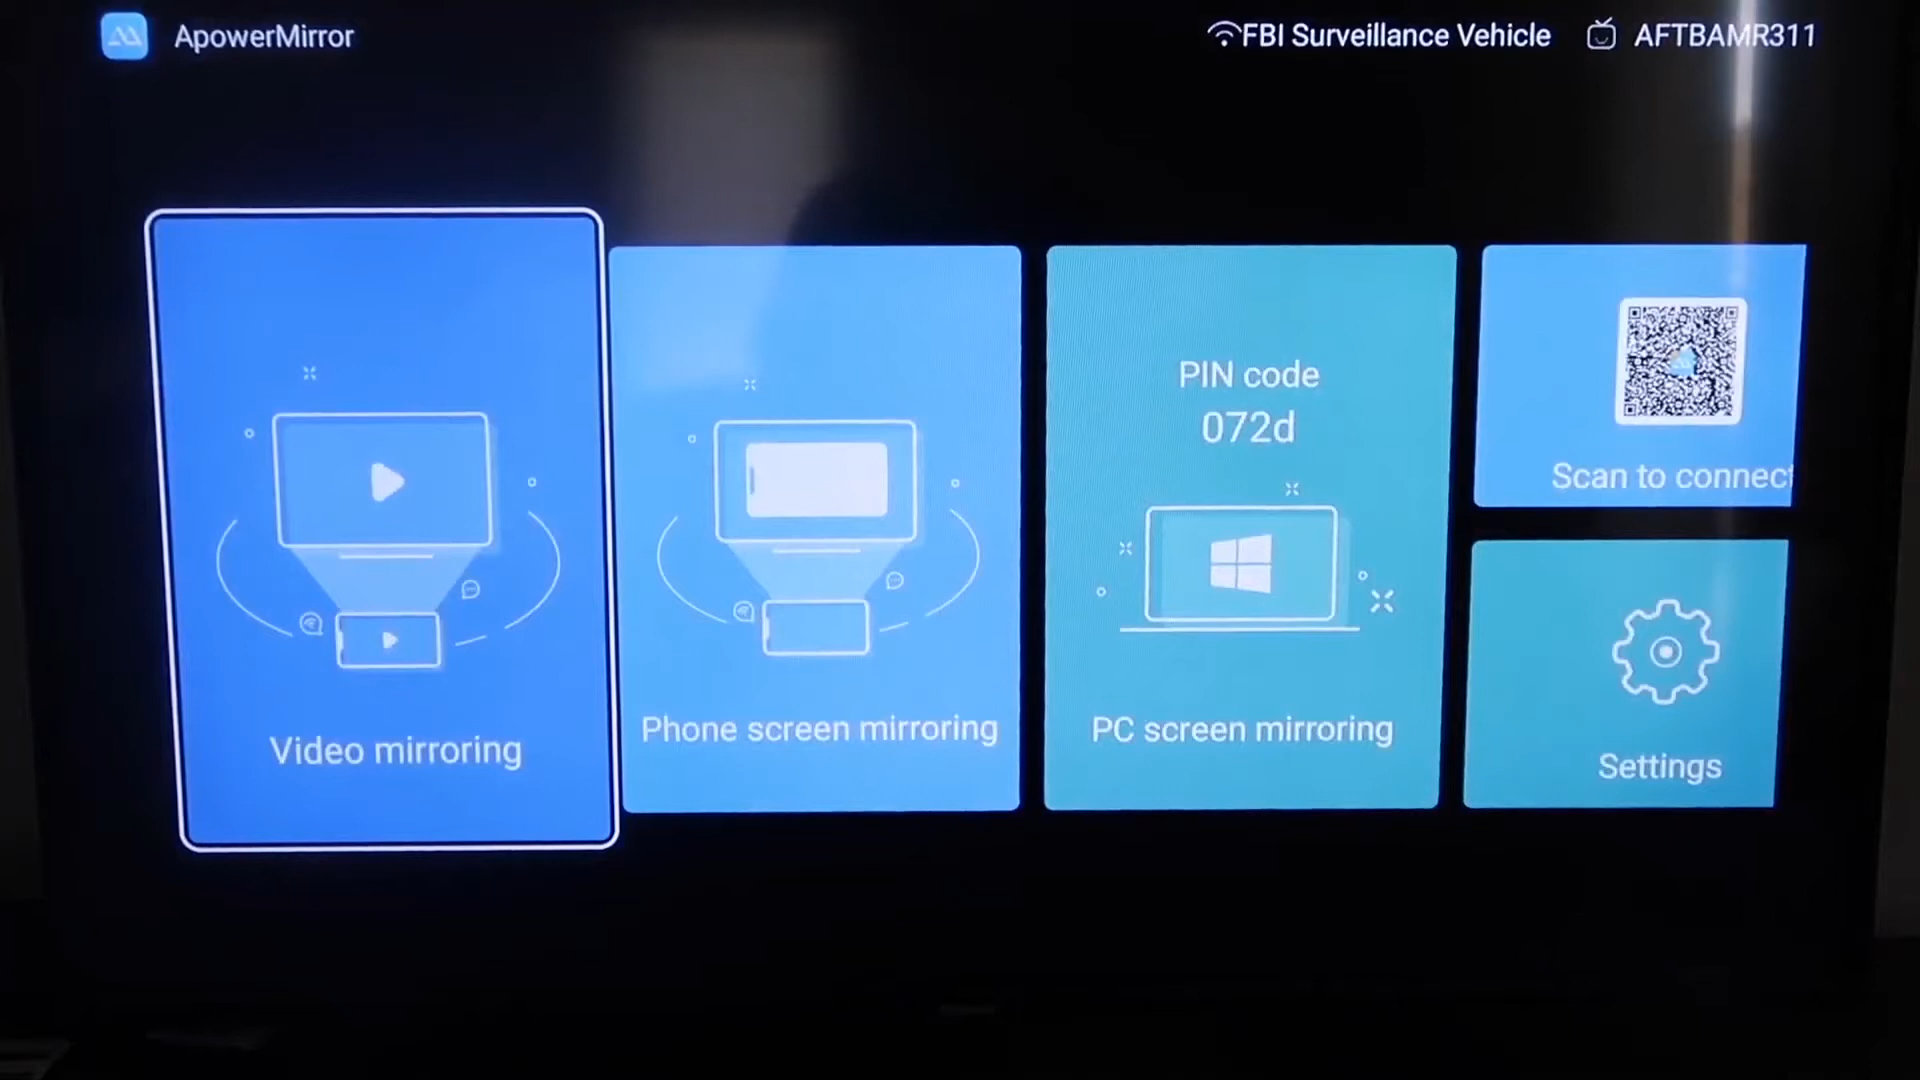 ApowerMirror
FBI Surveillance Vehicle
AFTBAMR311
Video mirroring
Phone screen mirroring
PIN code
072d
PC screen mirroring
Scan to connect
Settings